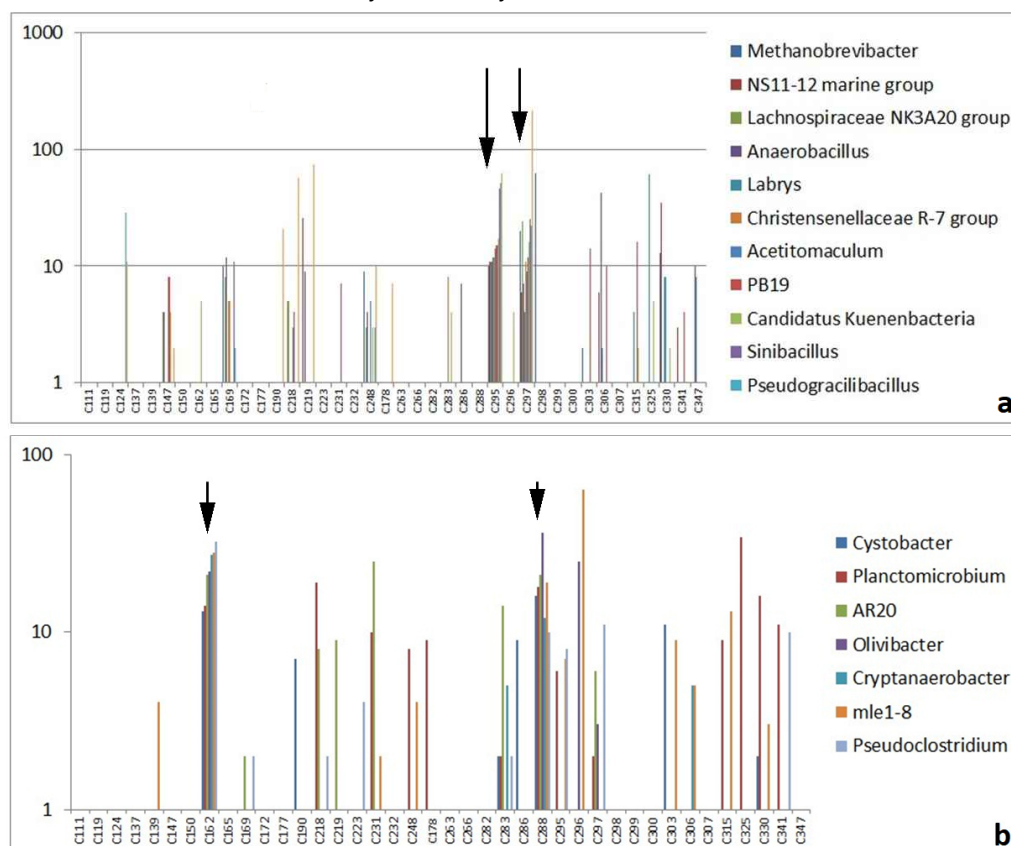 1000
100
10
1
C111 C119 C124 C137 C139 C147 C150 C162 C165 C169 C172 C177 C190 C218 C219 C223 C231 C232 C248 C178 C263 C266 C282 C283 C286 C288 C295 C296 C297 C298 C299 C300 C303 C306 C307 C315 C325 C330 C341 C347
Methanobrevibacter
NS11-12 marine group
Lachnospiraceae NK3A20 group
Anaerobacillus
Labrys
Christensenellaceae R-7 group
Acetitomaculum
PB19
Candidatus Kuenenbacteria
Sinibacillus
Pseudogracilibacillus
a
100
10
1
C111 C119 C124 C137 C139 C147 C150 C162 C165 C169 C172 C177 C190 C218 C219 C223 C231 C232 C248 C178 C263 C266 C282 C283 C286 C288 C295 C296 C297 C298 C299 C300 C303 C306 C307 C315 C325 C330 C341 C347
Cystobacter
Planctomicrobium
AR20
Olivibacter
Cryptanaerobacter
mle1-8
Pseudoclostridium
b